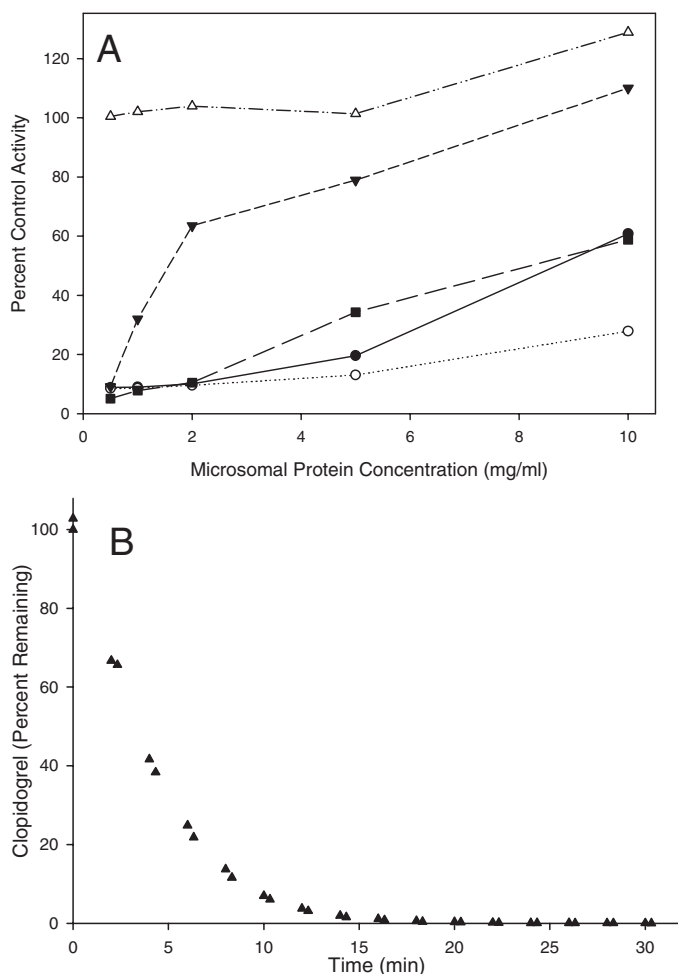 A
120
100
80
60
40
20
0
Percent Control Activity
0 2 4 6 8 10
Microsomal Protein Concentration (mg/ml)
B
100
80
60
40
20
0
Clopidogrel (Percent Remaining)
0 5 10 15 20 25 30
Time (min)